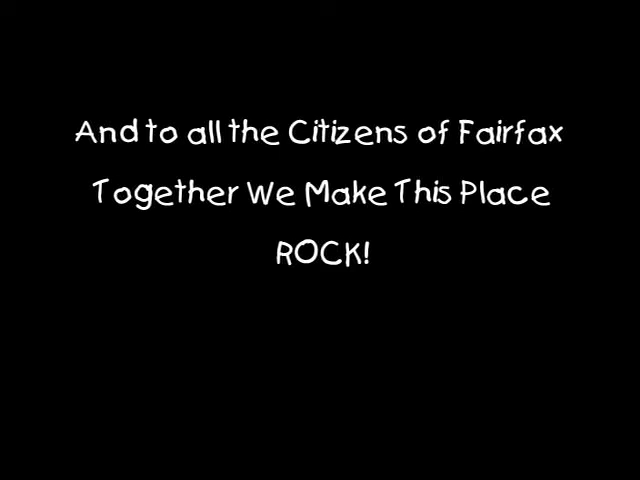 And to all the Citizens of Fairfax
Together We Make This Place
ROCK!